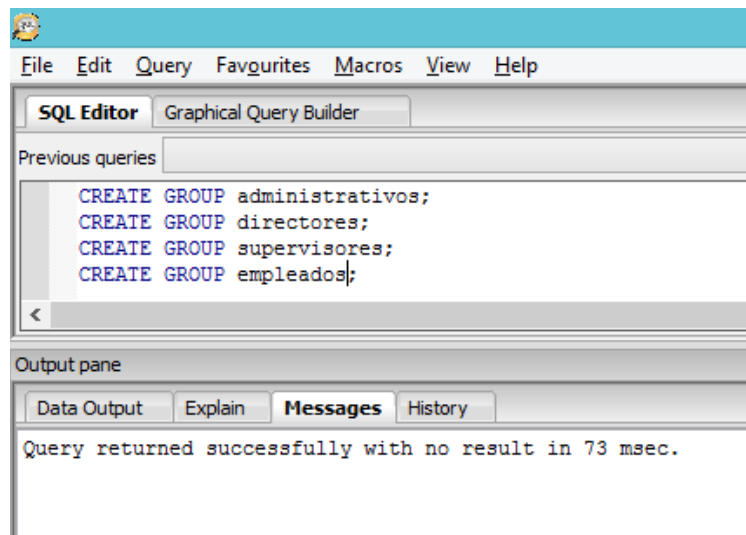 File Edit Query Favourites Macros View Help
SQL Editor Graphical Query Builder
Previous queries
CREATE GROUP administrativos;
CREATE GROUP directores;
CREATE GROUP supervisores;
CREATE GROUP empleados;
Output pane
Data Output Explain Messages History
Query returned successfully with no result in 73 msec.